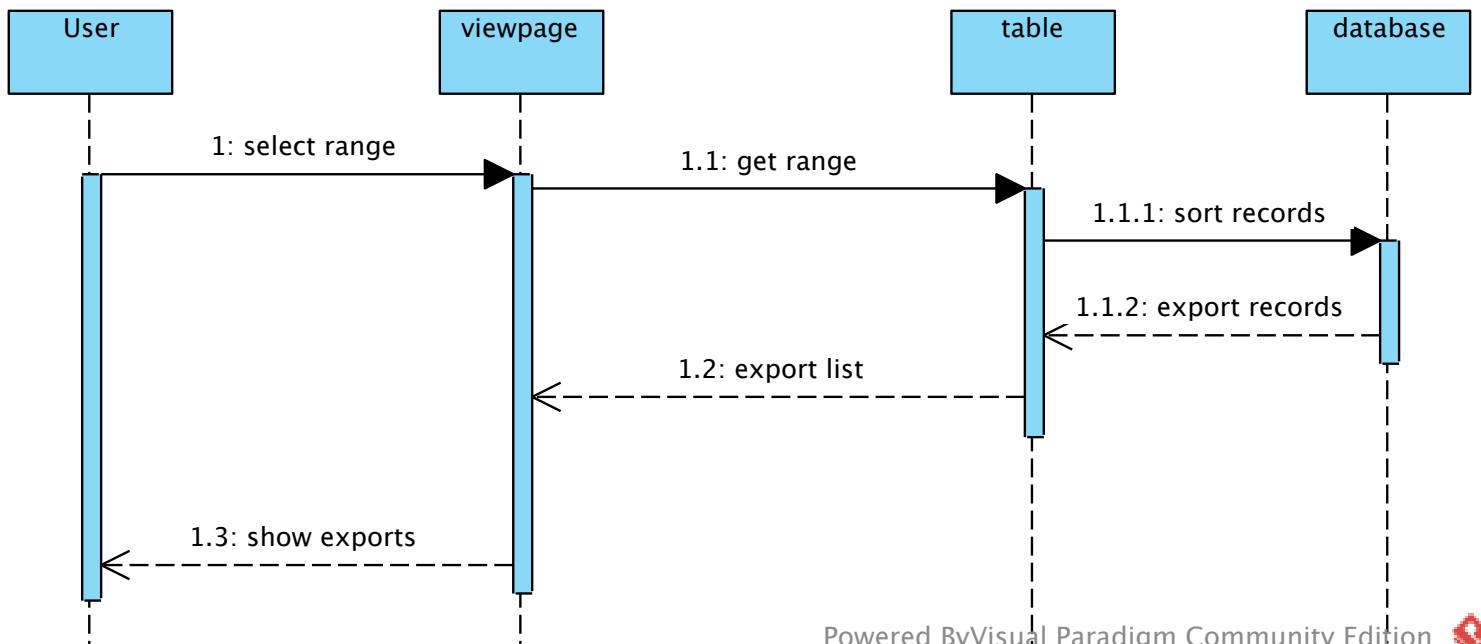 User
viewpage
table
database
1: select range
1.1: get range
1.1.1: sort records
1.1.2: export records
1.2: export list
1.3: show exports
Powered ByVisual Paradigm Community Edition